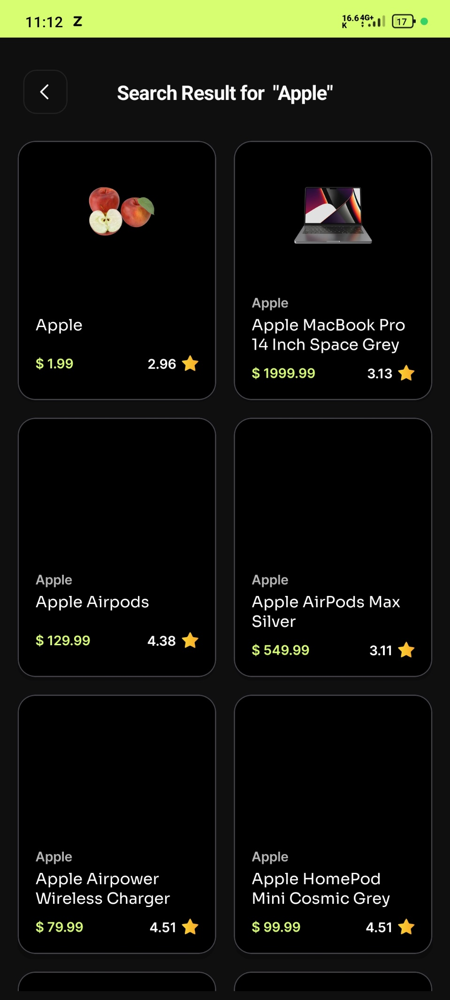 11:12 Z
16.6 4G+
K
17
Search Result for "Apple"
Apple
$ 1.99 2.96
Apple
Apple MacBook Pro
14 Inch Space Grey
$ 1999.99 3.13
Apple
Apple Airpods
$ 129.99 4.38
Apple
Apple AirPods Max
Silver
$ 549.99 3.11
Apple
Apple Airpower
Wireless Charger
$ 79.99 4.51
Apple
Apple HomePod
Mini Cosmic Grey
$ 99.99 4.51